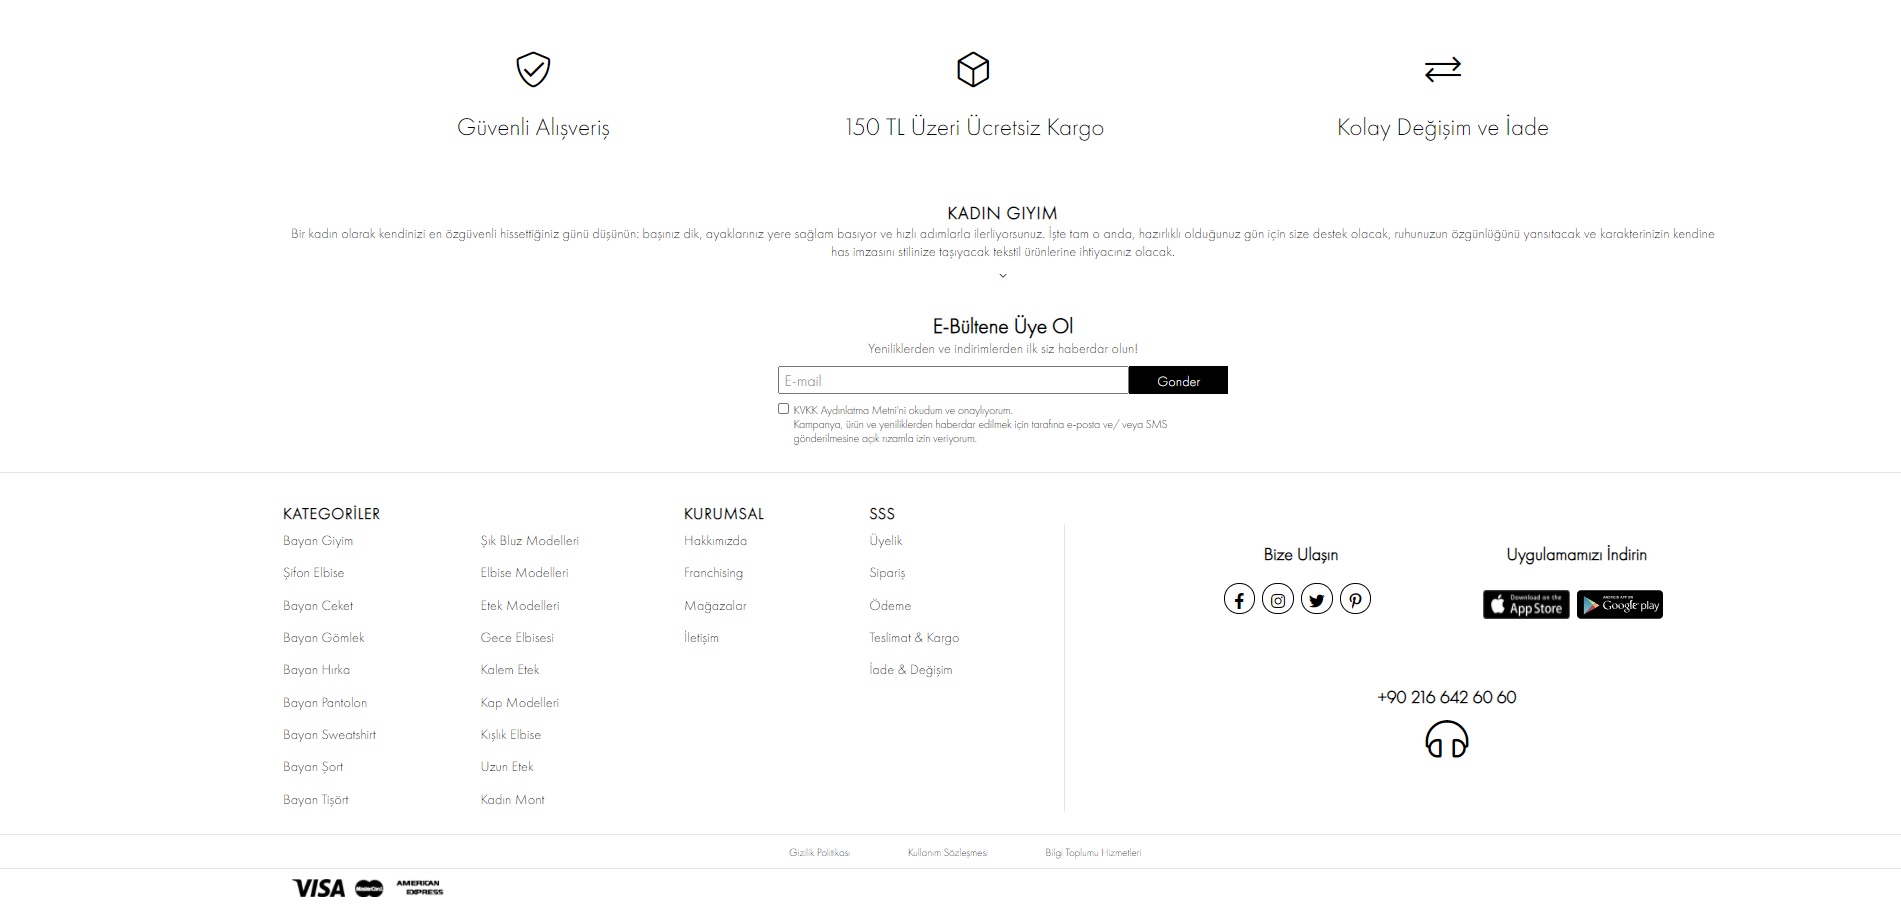 Güvenli Alışveriş
150 TL Üzeri Ücretsiz Kargo
Kolay Değişim ve İade
KADIN GIYIM
Bir kadın olarak kendinizi en özgüvenli hissettiğiniz günü düşünün: başınız dik, ayaklarınız yere sağlam basıyor ve hızlı adımlarla ilerliyorsunuz. İşte tam o anda, hazırlıklı olduğunuz gün için size destek olacak, ruhunuzun özgünlüğünü yansıtacak ve karakterinizin kendine
has imzasını stilinize taşıyacak tekstil ürünlerine ihtiyacınız olacak.
E-Bültene Üye Ol
Yeniliklerden ve indirimlerden ilk siz haberdar olun!
E-mail
Gonder
KVKK Aydınlatma Metni'ni okudum ve onaylıyorum.
Kampanya, ürün ve yeniliklerden haberdar edilmek için tarafına e-posta ve/ veya SMS
gönderilmesine açık rızamla izin veriyorum.
KATEGORİLER
Bayan Giyim
Şifon Elbise
Bayan Ceket
Bayan Gömlek
Bayan Hırka
Bayan Pantolon
Bayan Sweatshirt
Bayan Şort
Bayan Tişört
Şık Bluz Modelleri
Elbise Modelleri
Etek Modelleri
Gece Elbisesi
Kalem Etek
Kap Modelleri
Kışlık Elbise
Uzun Etek
Kadın Mont
KURUMSAL
Hakkımızda
Franchising
Mağazalar
İletişim
SSS
Üyelik
Sipariş
Ödeme
Teslimat & Kargo
İade & Değişim
Bize Ulaşın
Uygulamamızı İndirin
Download on the
App Store
ANDROID APP ON
Google play
+90 216 642 60 60
Gizilik Politikası
Kullanım Sözleşmesi
Bilgi Toplumu Hizmetleri
VISA
MasterCard
AMERICAN
EXPRESS